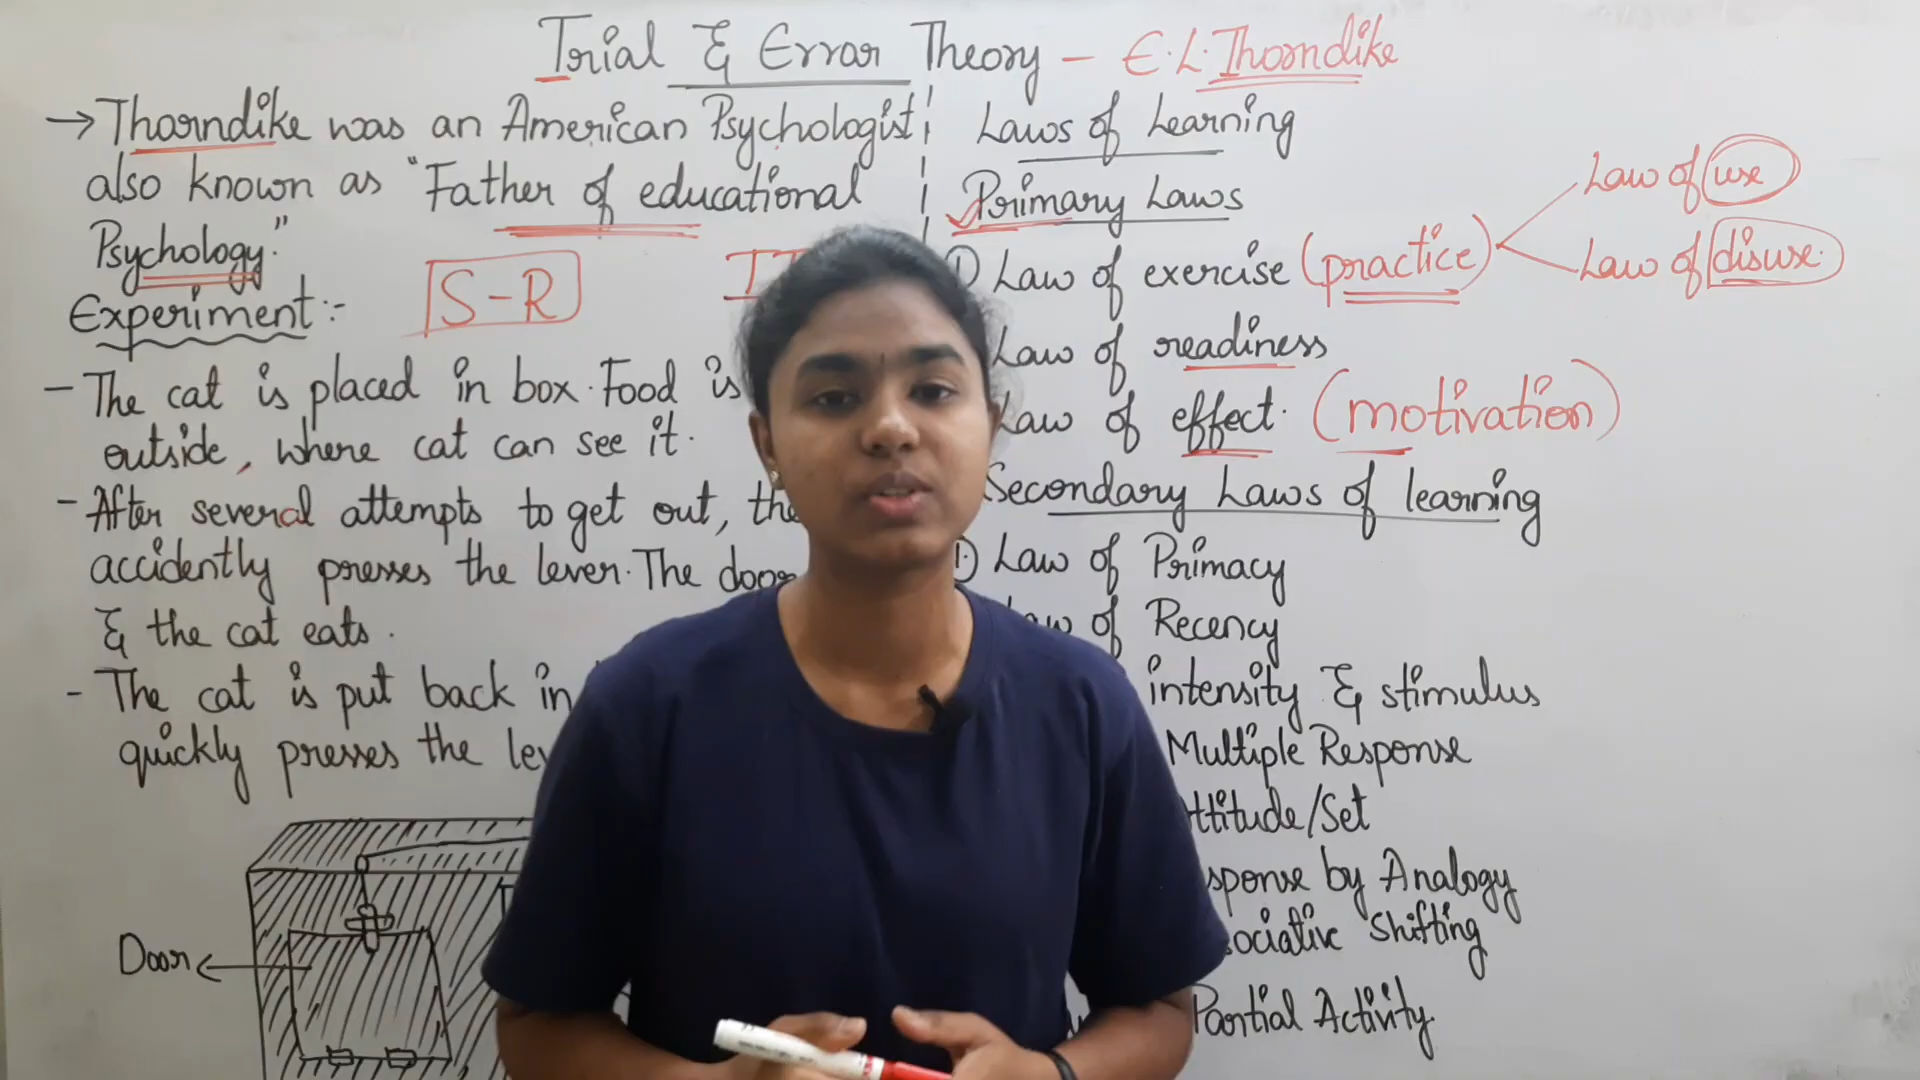 Trial & Error Theory - E.L.Thorndike
→ Thorndike was an American Psychologist
also known as "Father of educational
Psychology."
S-R
Experiment :-
- The cat is placed in box. Food is
outside, where cat can see it.
- After several attempts to get out, the
accidently presses the lever. The door
& the cat eats.
- The cat is put back in
quickly presses the
Door
Laws of Learning
Primary Laws
1) Law of exercise (practice)
Law of use
Law of disuse.
Law of readiness
Law of effect. (motivation)
Secondary Laws of learning
1) Law of Primacy
of Recency
intensity & stimulus
Multiple Response
/Set
by Analogy
Shifting
Partial Activity